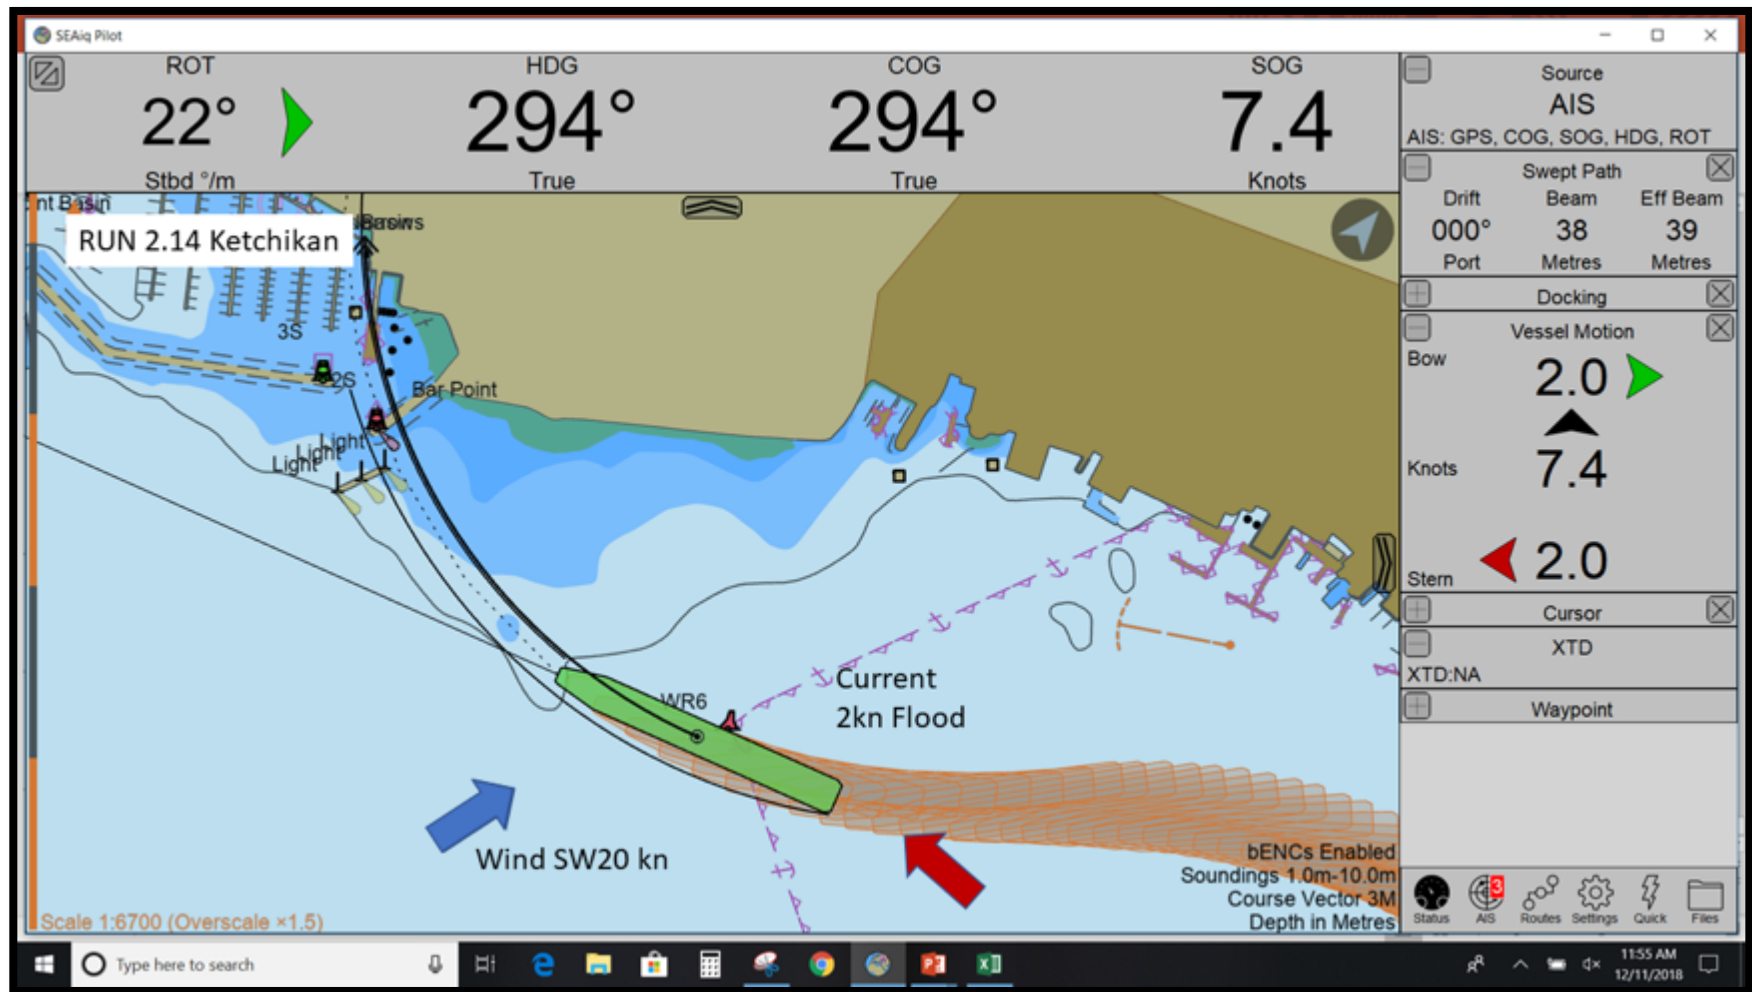 SEAiq Pilot
ROT
HDG
COG
SOG
22°
294°
294°
7.4
Stbd °/m
True
True
Knots
Source
AIS
AIS: GPS, COG, SOG, HDG, ROT
Swept Path
Drift
Beam
Eff Beam
000°
38
39
Port
Metres
Metres
Docking
Vessel Motion
Bow
2.0
Knots
7.4
Stern
2.0
Cursor
XTD
XTD:NA
Waypoint
nt Basin
RUN 2.14 Ketchikan
3S
2S
Bar Point
Light
Light
Light
WR6
Current
2kn Flood
Wind SW20 kn
bENCs Enabled
Soundings 1.0m-10.0m
Course Vector 3M
Depth in Metres
Scale 1:6700 (Overscale ×1.5)
3
Status
AIS
Routes
Settings
Quick
Files
Type here to search
11:55 AM
12/11/2018